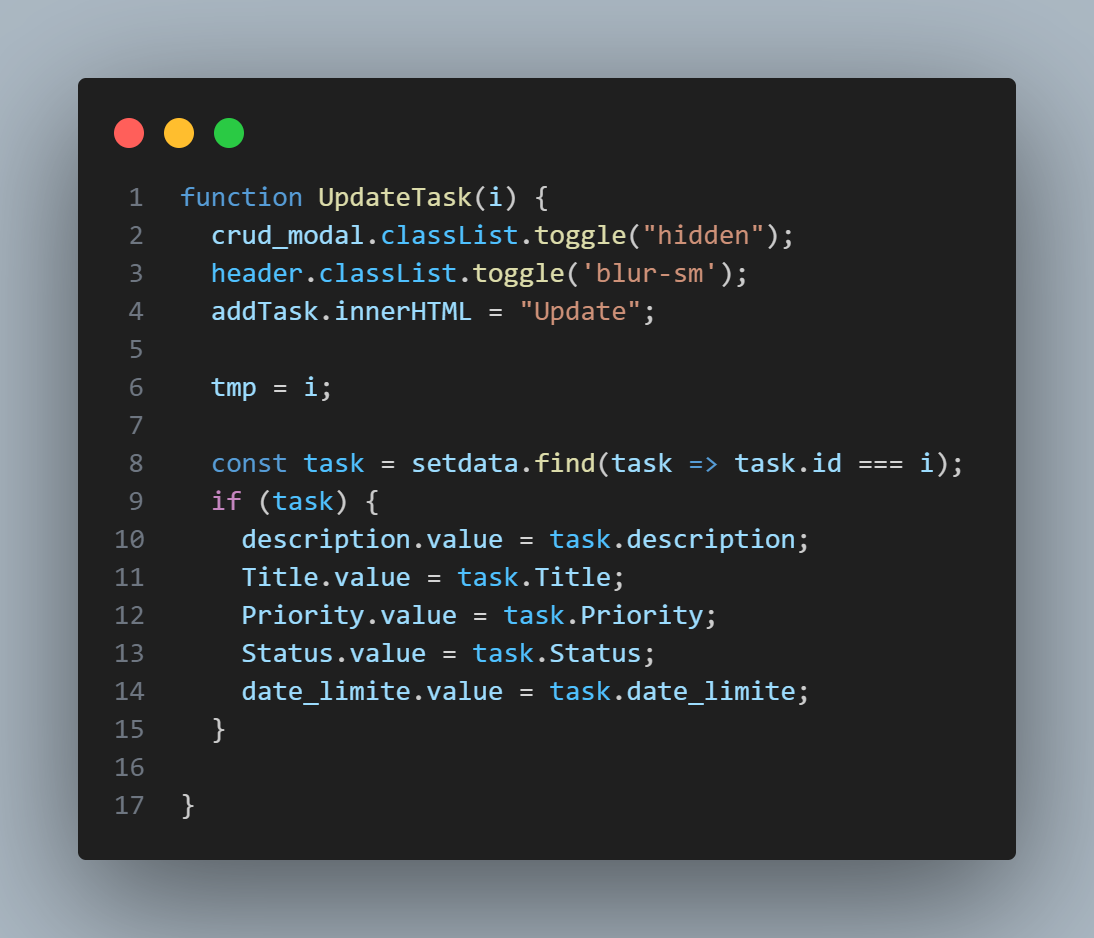 1 function UpdateTask(i) {
2 crud_modal.classList.toggle("hidden");
3 header.classList.toggle('blur-sm');
4 addTask.innerHTML = "Update";
5
6 tmp = i;
7
8 const task = setdata.find(task => task.id === i);
9 if (task) {
10 description.value = task.description;
11 Title.value = task.Title;
12 Priority.value = task.Priority;
13 Status.value = task.Status;
14 date_limite.value = task.date_limite;
15 }
16
17 }